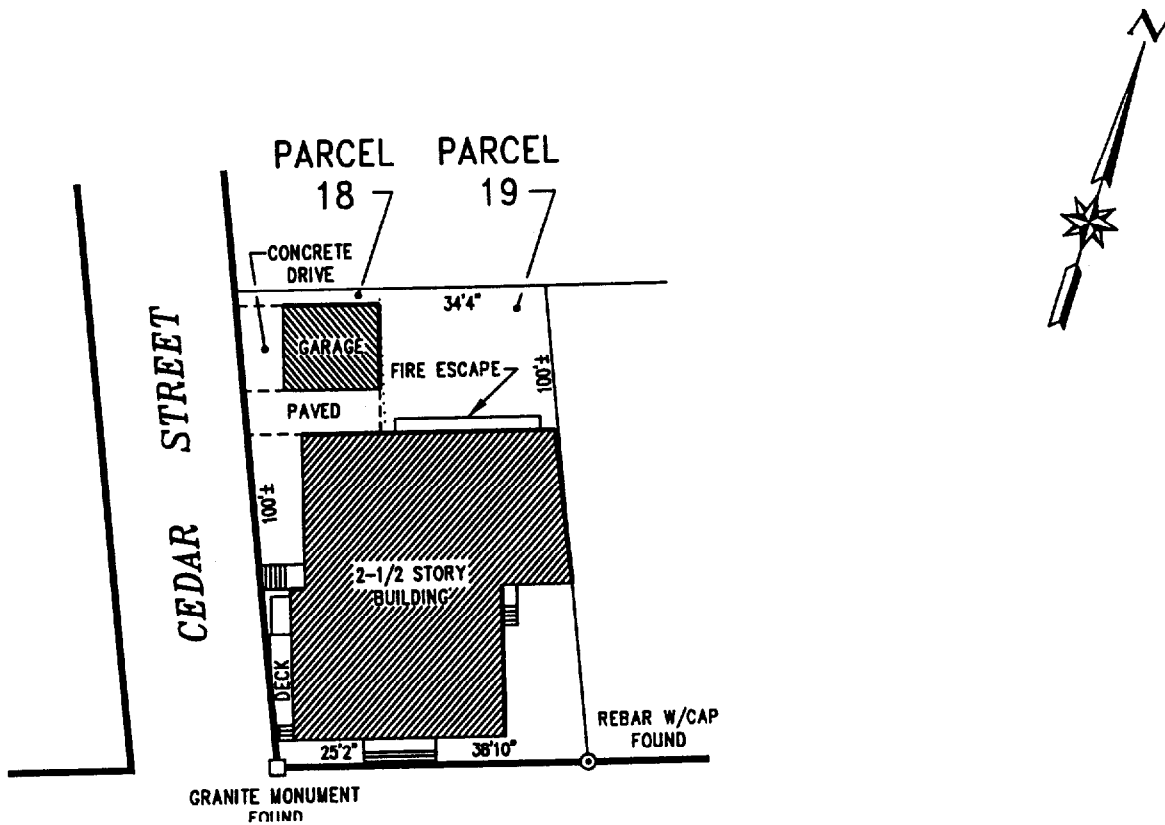 N
PARCEL
18
PARCEL
19
CONCRETE
DRIVE
34'4"
GARAGE
FIRE ESCAPE
100'±
PAVED
CEDAR STREET
100'±
2-1/2 STORY
BUILDING
DECK
REBAR W/CAP
FOUND
25'2"
38'10"
GRANITE MONUMENT
FOUND